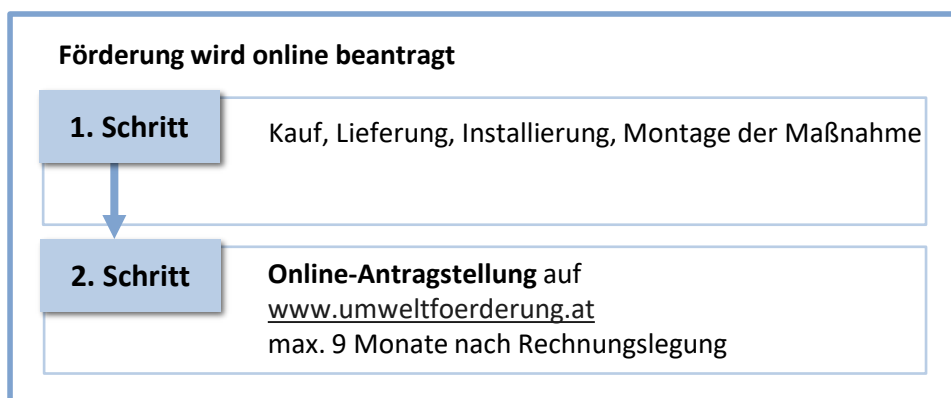 Förderung wird online beantragt
1. Schritt
Kauf, Lieferung, Installierung, Montage der Maßnahme
2. Schritt
Online-Antragstellung auf
www.umweltfoerderung.at
max. 9 Monate nach Rechnungslegung